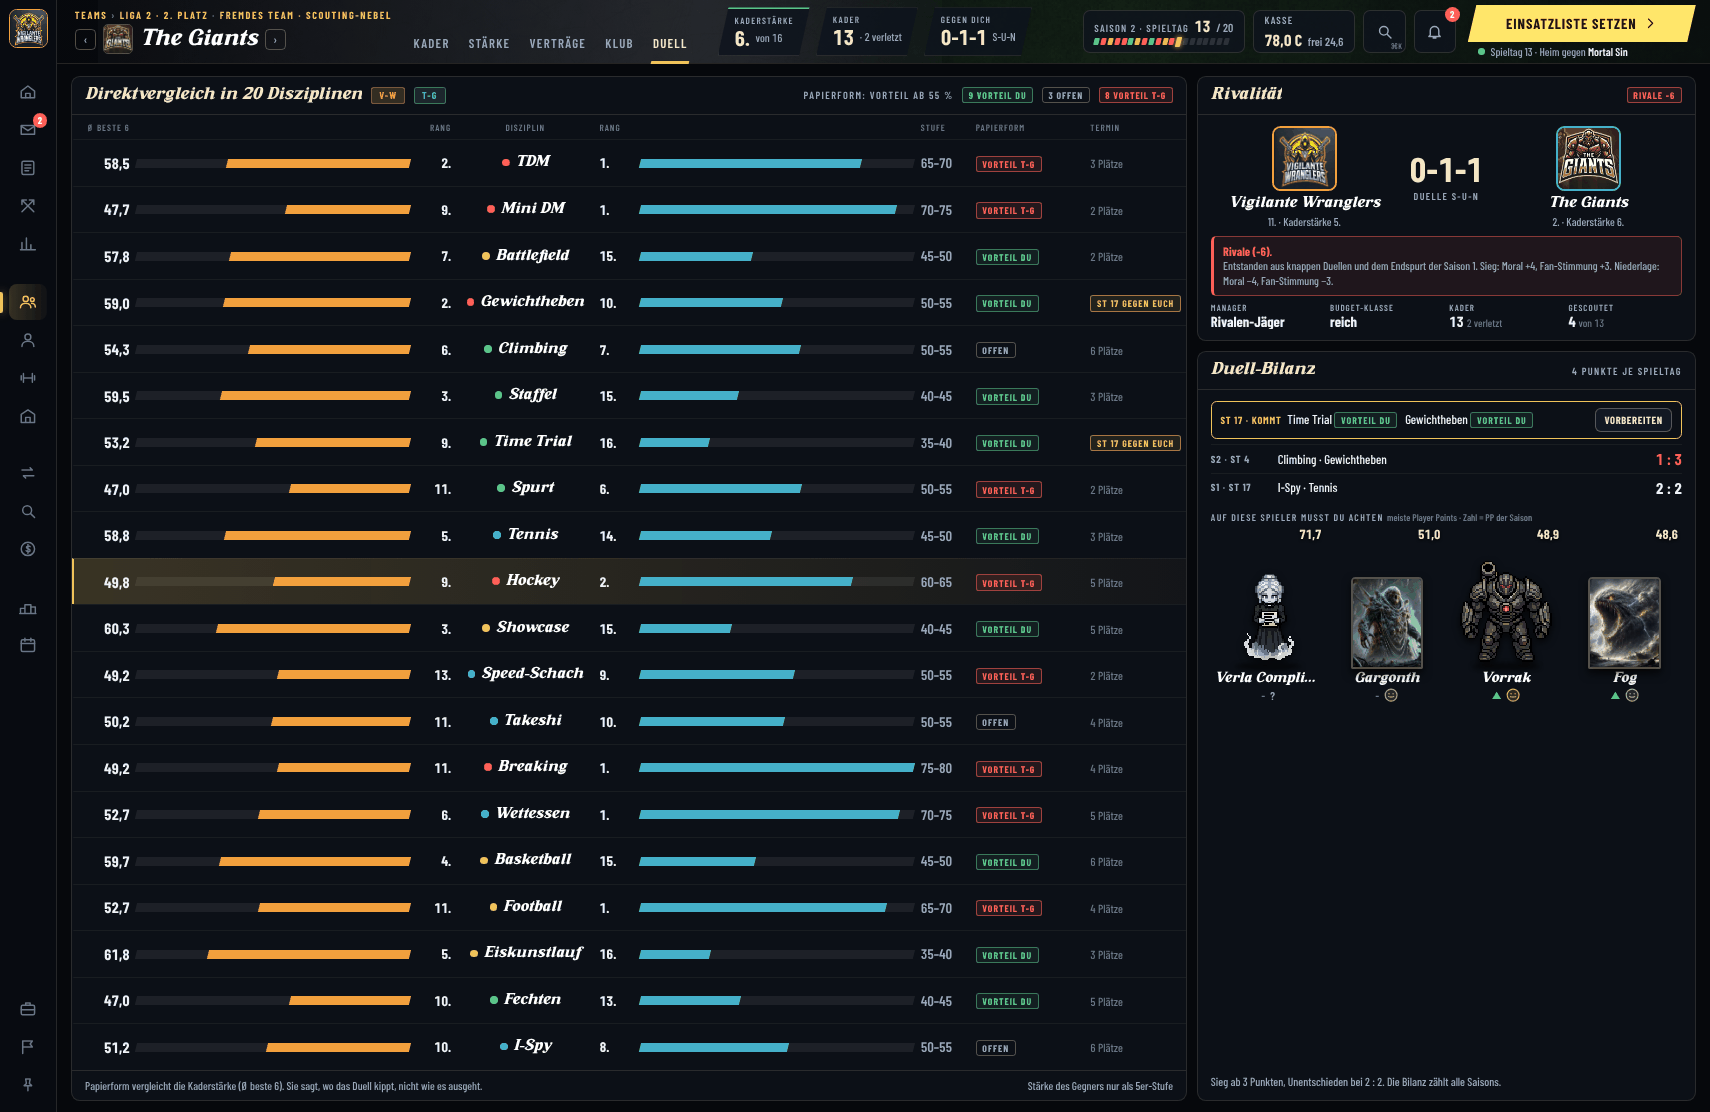 TEAMS › LIGA 2 · 2. PLATZ · FREMDES TEAM · SCOUTING-NEBEL
The Giants
KADER STÄRKE VERTRÄGE KLUB DUELL
KADERSTÄRKE
6. von 16
KADER
13 · 2 verletzt
GEGEN DICH
0-1-1 S-U-N
SAISON 2 · SPIELTAG 13 / 20
KASSE
78,0 C frei 24,6
2
EINSATZLISTE SETZEN
Spieltag 13 · Heim gegen Mortal Sin
2
Direktvergleich in 20 Disziplinen V-W T-G
PAPIERFORM: VORTEIL AB 55 % 9 VORTEIL DU 3 OFFEN 8 VORTEIL T-G
Ø BESTE 6 RANG DISZIPLIN RANG STUFE PAPIERFORM TERMIN
58,5 2. TDM 1. 65-70 VORTEIL T-G 3 Plätze
47,7 9. Mini DM 1. 70-75 VORTEIL T-G 2 Plätze
57,8 7. Battlefield 15. 45-50 VORTEIL DU 2 Plätze
59,0 2. Gewichtheben 10. 50-55 VORTEIL DU ST 17 GEGEN EUCH
54,3 6. Climbing 7. 50-55 OFFEN 6 Plätze
59,5 3. Staffel 15. 40-45 VORTEIL DU 3 Plätze
53,2 9. Time Trial 16. 35-40 VORTEIL DU ST 17 GEGEN EUCH
47,0 11. Spurt 6. 50-55 VORTEIL T-G 2 Plätze
58,8 5. Tennis 14. 45-50 VORTEIL DU 3 Plätze
49,8 9. Hockey 2. 60-65 VORTEIL T-G 5 Plätze
60,3 3. Showcase 15. 40-45 VORTEIL DU 5 Plätze
49,2 13. Speed-Schach 9. 50-55 VORTEIL T-G 2 Plätze
50,2 11. Takeshi 10. 50-55 OFFEN 4 Plätze
49,2 11. Breaking 1. 75-80 VORTEIL T-G 4 Plätze
52,7 6. Wettessen 1. 70-75 VORTEIL T-G 5 Plätze
59,7 4. Basketball 15. 45-50 VORTEIL DU 6 Plätze
52,7 11. Football 1. 65-70 VORTEIL T-G 4 Plätze
61,8 5. Eiskunstlauf 16. 35-40 VORTEIL DU 3 Plätze
47,0 10. Fechten 13. 40-45 VORTEIL DU 5 Plätze
51,2 10. I-Spy 8. 50-55 OFFEN 6 Plätze
Papierform vergleicht die Kaderstärke (Ø beste 6). Sie sagt, wo das Duell kippt, nicht wie es ausgeht.
Stärke des Gegners nur als 5er-Stufe
Rivalität RIVALE -6
VIGILANTE WRANGLERS
THE GIANTS
0-1-1
DUELLE S-U-N
Vigilante Wranglers
11. · Kaderstärke 5.
The Giants
2. · Kaderstärke 6.
Rivale (-6).
Entstanden aus knappen Duellen und dem Endspurt der Saison 1. Sieg: Moral +4, Fan-Stimmung +3. Niederlage:
Moral −4, Fan-Stimmung −3.
MANAGER BUDGET-KLASSE KADER GESCOUTET
Rivalen-Jäger reich 13 2 verletzt 4 von 13
Duell-Bilanz 4 PUNKTE JE SPIELTAG
ST 17 · KOMMT Time Trial VORTEIL DU Gewichtheben VORTEIL DU VORBEREITEN
S2 · ST 4 Climbing · Gewichtheben 1 : 3
S1 · ST 17 I-Spy · Tennis 2 : 2
AUF DIESE SPIELER MUSST DU ACHTEN meiste Player Points · Zahl = PP der Saison
71,7 51,0 48,9 48,6
Verla Compli... Gargonth Vorrak Fog
- ?
-
Sieg ab 3 Punkten, Unentschieden bei 2 : 2. Die Bilanz zählt alle Saisons.